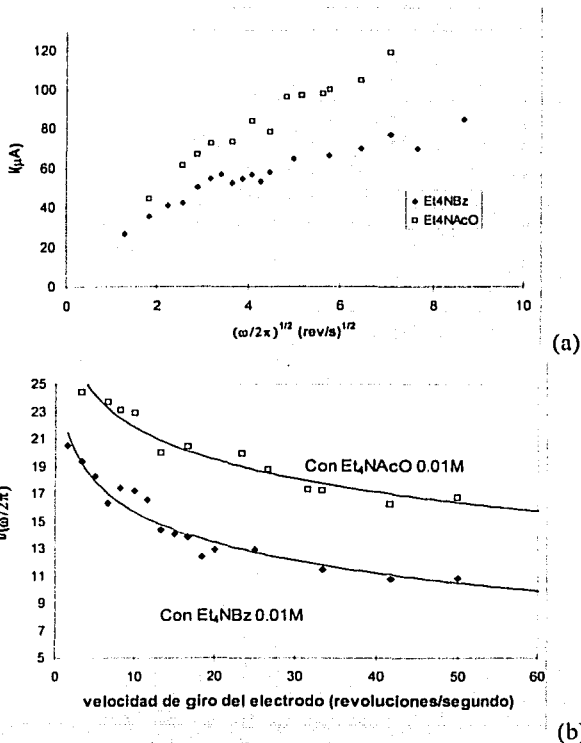 120
100
80
60
40
20
0
I(μA)
Et4NBz
Et4NAcO
0 2 4 6 8 10
(ω/2π)^1/2 (rev/s)^1/2
(a)
25
23
21
19
17
15
13
11
9
7
5
Con Et₄NAcO 0.01M
Con Et₄NBz 0.01M
0 10 20 30 40 50 60
velocidad de giro del electrodo (revoluciones/segundo)
(b)